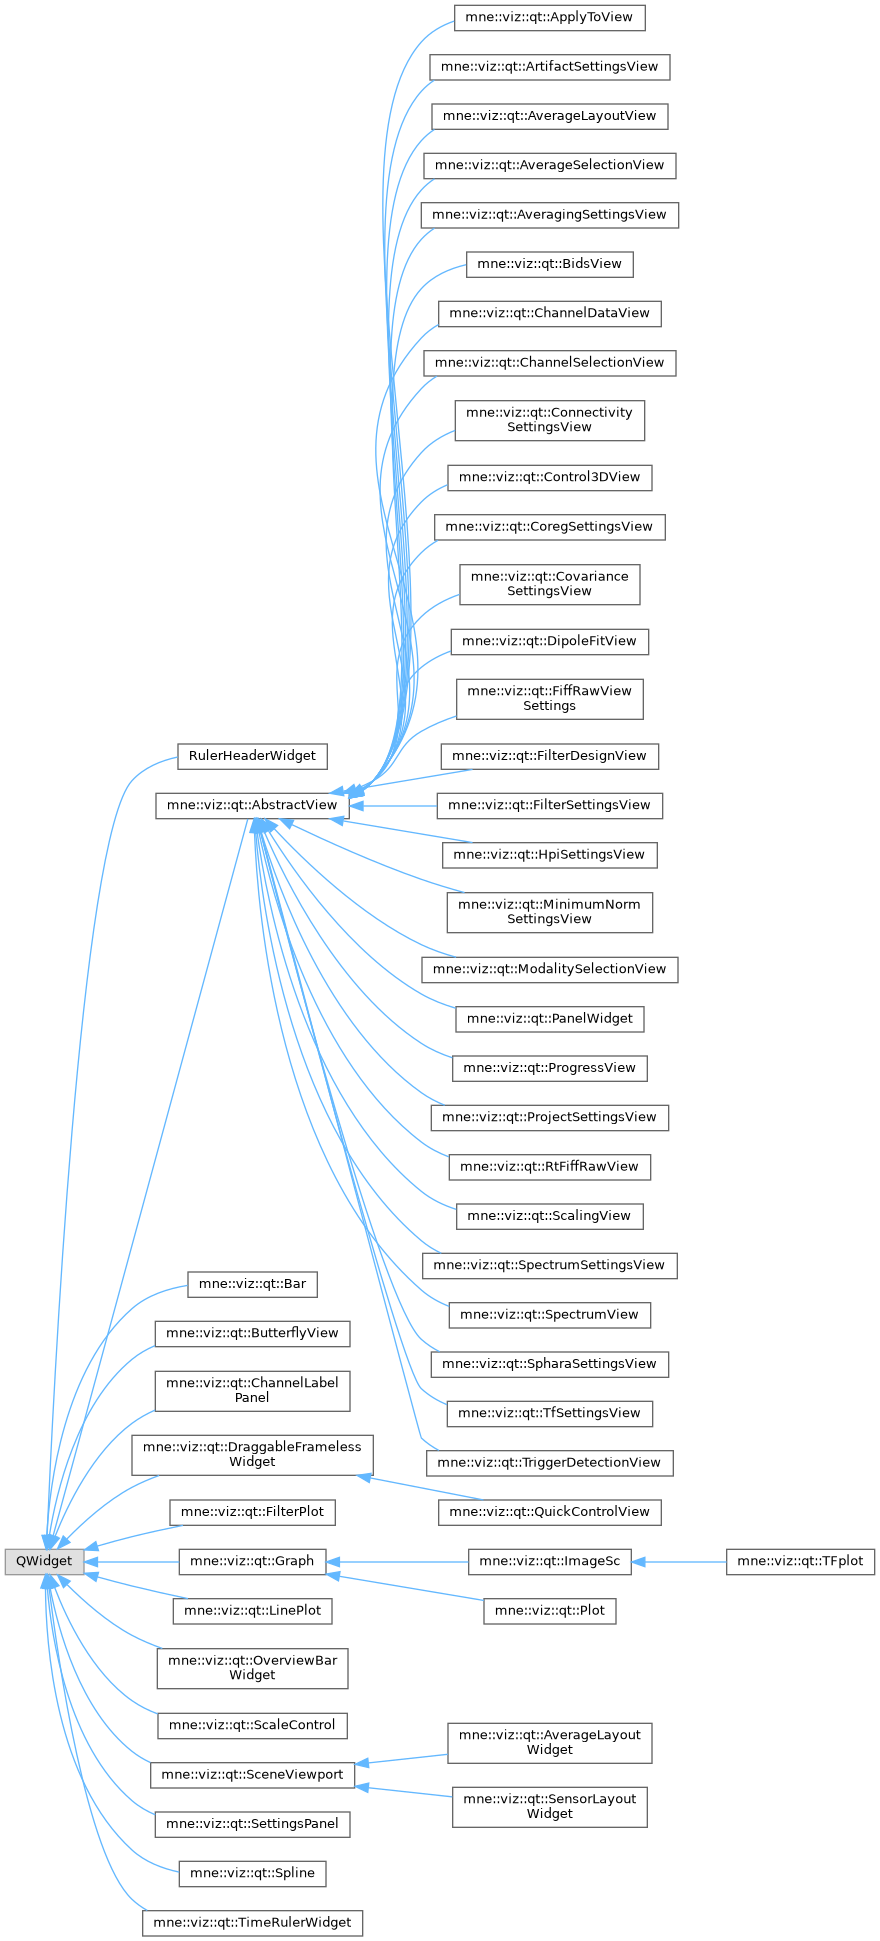 mne::viz::qt::ApplyToView
mne::viz::qt::ArtifactSettingsView
mne::viz::qt::AverageLayoutView
mne::viz::qt::AverageSelectionView
mne::viz::qt::AveragingSettingsView
mne::viz::qt::BidsView
mne::viz::qt::ChannelDataView
mne::viz::qt::ChannelSelectionView
mne::viz::qt::Connectivity
SettingsView
mne::viz::qt::Control3DView
mne::viz::qt::CoregSettingsView
mne::viz::qt::Covariance
SettingsView
mne::viz::qt::DipoleFitView
mne::viz::qt::FiffRawView
Settings
RulerHeaderWidget
mne::viz::qt::FilterDesignView
mne::viz::qt::AbstractView
mne::viz::qt::FilterSettingsView
mne::viz::qt::HpiSettingsView
mne::viz::qt::MinimumNorm
SettingsView
mne::viz::qt::ModalitySelectionView
mne::viz::qt::PanelWidget
mne::viz::qt::ProgressView
mne::viz::qt::ProjectSettingsView
mne::viz::qt::RtFiffRawView
mne::viz::qt::ScalingView
mne::viz::qt::SpectrumSettingsView
mne::viz::qt::Bar
mne::viz::qt::SpectrumView
mne::viz::qt::ButterflyView
mne::viz::qt::SpharaSettingsView
mne::viz::qt::ChannelLabel
Panel
mne::viz::qt::TfSettingsView
mne::viz::qt::DraggableFrameless
Widget
mne::viz::qt::TriggerDetectionView
mne::viz::qt::FilterPlot
mne::viz::qt::QuickControlView
QWidget
mne::viz::qt::Graph
mne::viz::qt::ImageSc
mne::viz::qt::TFplot
mne::viz::qt::LinePlot
mne::viz::qt::Plot
mne::viz::qt::OverviewBar
Widget
mne::viz::qt::ScaleControl
mne::viz::qt::AverageLayout
Widget
mne::viz::qt::SceneViewport
mne::viz::qt::SensorLayout
Widget
mne::viz::qt::SettingsPanel
mne::viz::qt::Spline
mne::viz::qt::TimeRulerWidget